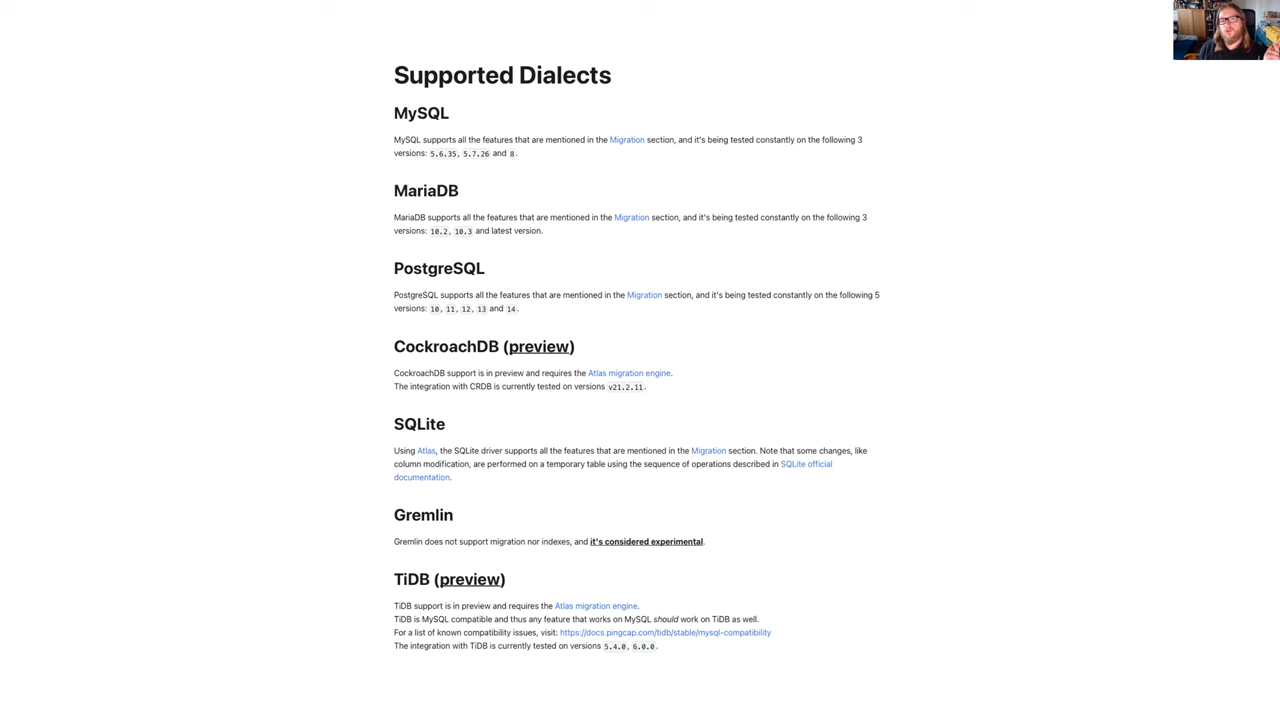 Supported Dialects
MySQL
MySQL supports all the features that are mentioned in the Migration section, and it's being tested constantly on the following 3
versions: 5.6.35, 5.7.26 and 8.
MariaDB
MariaDB supports all the features that are mentioned in the Migration section, and it's being tested constantly on the following 3
versions: 10.2, 10.3 and latest version.
PostgreSQL
PostgreSQL supports all the features that are mentioned in the Migration section, and it's being tested constantly on the following 5
versions: 10, 11, 12, 13 and 14.
CockroachDB (preview)
CockroachDB support is in preview and requires the Atlas migration engine.
The integration with CRDB is currently tested on versions v21.2.11.
SQLite
Using Atlas, the SQLite driver supports all the features that are mentioned in the Migration section. Note that some changes, like
column modification, are performed on a temporary table using the sequence of operations described in SQLite official
documentation.
Gremlin
Gremlin does not support migration nor indexes, and it's considered experimental.
TiDB (preview)
TiDB support is in preview and requires the Atlas migration engine.
TiDB is MySQL compatible and thus any feature that works on MySQL should work on TiDB as well.
For a list of known compatibility issues, visit: https://docs.pingcap.com/tidb/stable/mysql-compatibility
The integration with TiDB is currently tested on versions 5.4.0, 6.0.0.